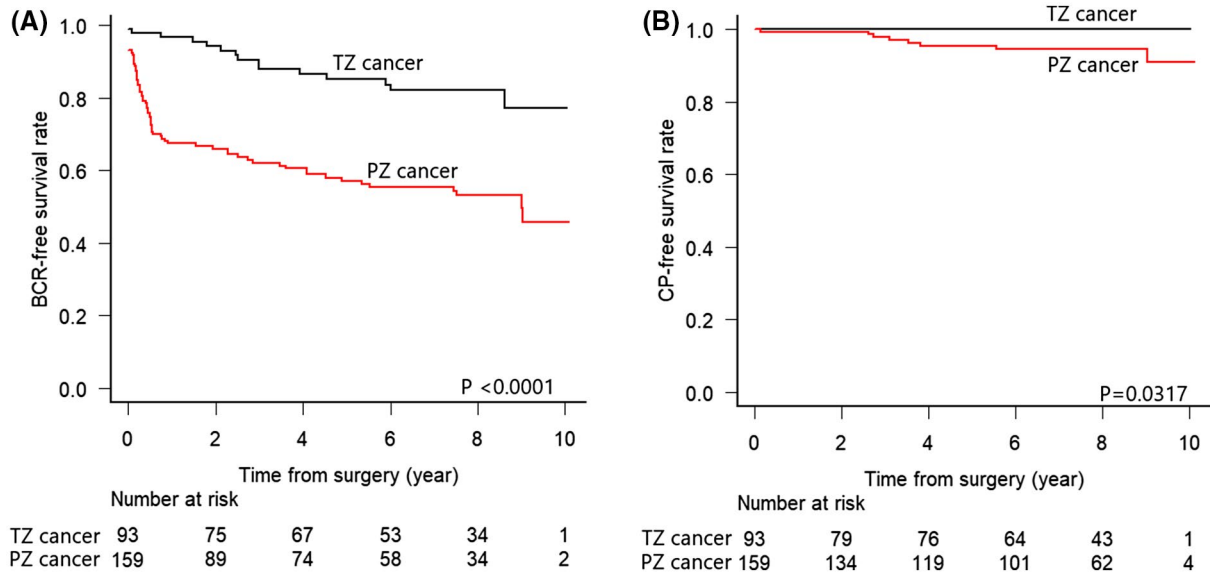 (A)
BCR-free survival rate
1.0
0.8
0.6
0.4
0.2
0.0
TZ cancer
PZ cancer
P <0.0001
0 2 4 6 8 10
Time from surgery (year)
Number at risk
TZ cancer 93 75 67 53 34 1
PZ cancer 159 89 74 58 34 2
(B)
CP-free survival rate
1.0
0.8
0.6
0.4
0.2
0.0
TZ cancer
PZ cancer
P=0.0317
0 2 4 6 8 10
Time from surgery (year)
Number at risk
TZ cancer 93 79 76 64 43 1
PZ cancer 159 134 119 101 62 4